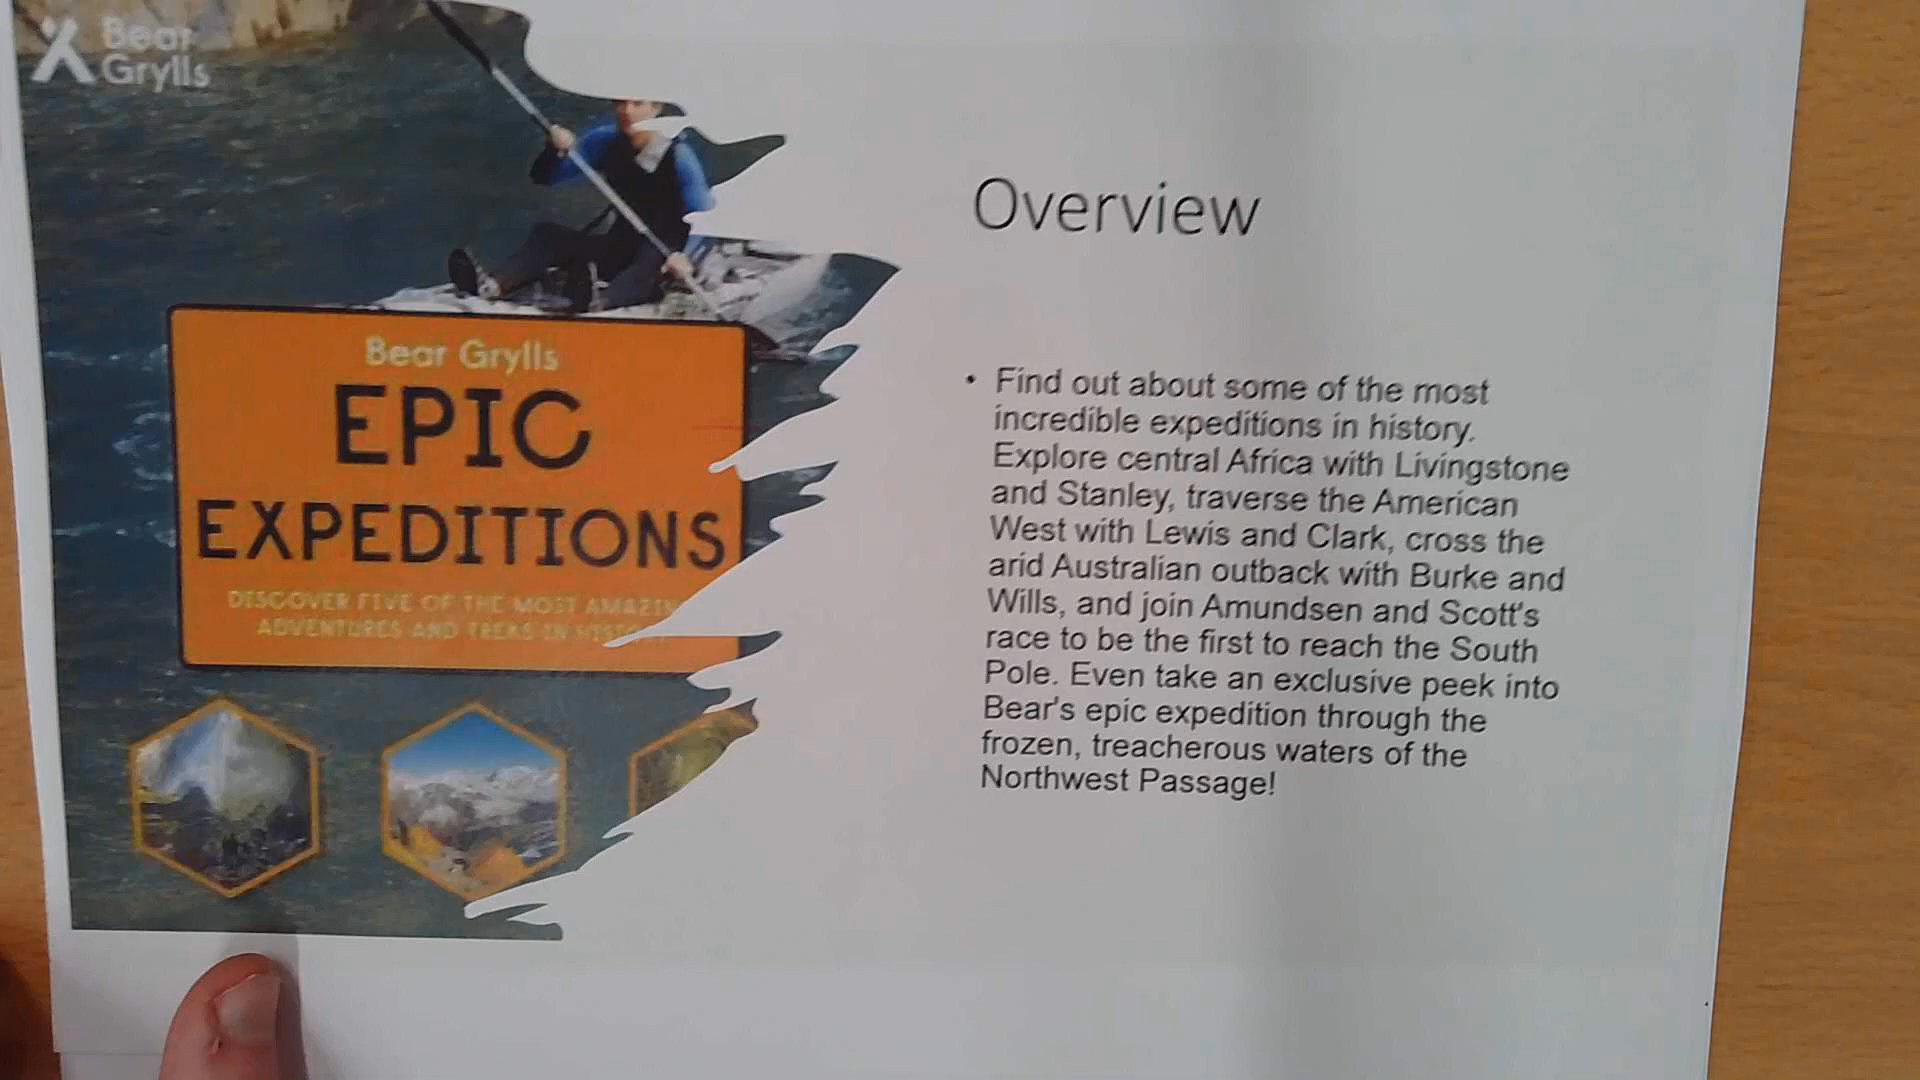 Bear
Grylls
Bear Grylls
EPIC
EXPEDITIONS
DISCOVER FIVE OF THE MOST
ADVENTURES AND TREKS IN
Overview
• Find out about some of the most
incredible expeditions in history.
Explore central Africa with Livingstone
and Stanley, traverse the American
West with Lewis and Clark, cross the
arid Australian outback with Burke and
Wills, and join Amundsen and Scott's
race to be the first to reach the South
Pole. Even take an exclusive peek into
Bear's epic expedition through the
frozen, treacherous waters of the
Northwest Passage!